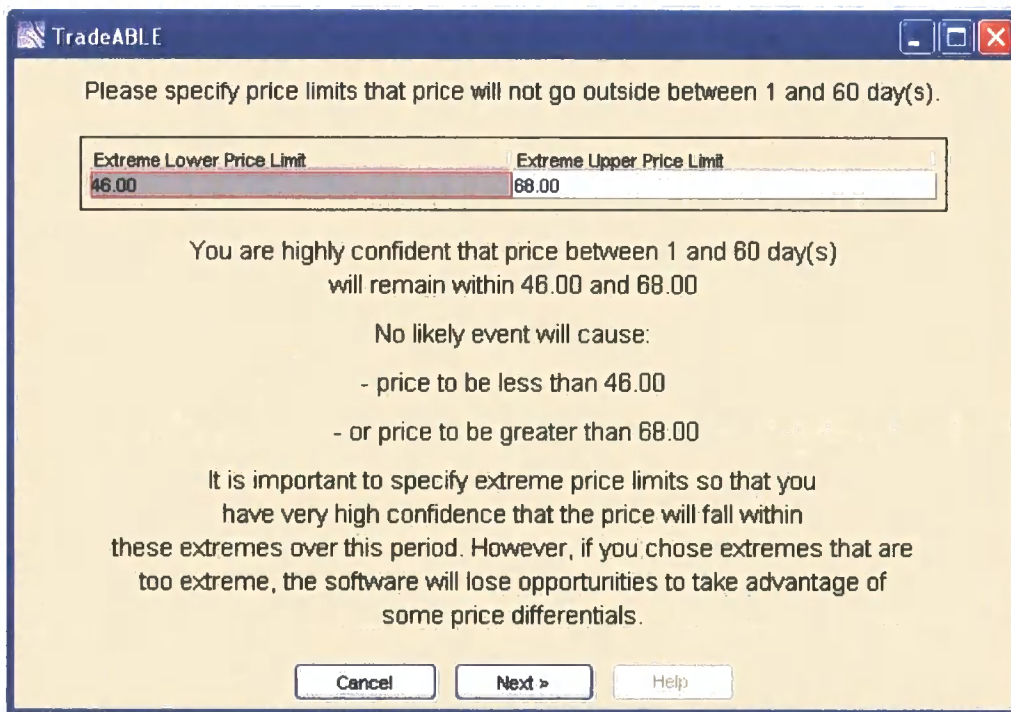 TradeABLE
Please specify price limits that price will not go outside between 1 and 60 day(s).
Extreme Lower Price Limit Extreme Upper Price Limit
46.00 68.00
You are highly confident that price between 1 and 60 day(s)
will remain within 46.00 and 68.00
No likely event will cause:
- price to be less than 46.00
- or price to be greater than 68.00
It is important to specify extreme price limits so that you
have very high confidence that the price will fall within
these extremes over this period. However, if you chose extremes that are
too extreme, the software will lose opportunities to take advantage of
some price differentials.
Cancel Next » Help